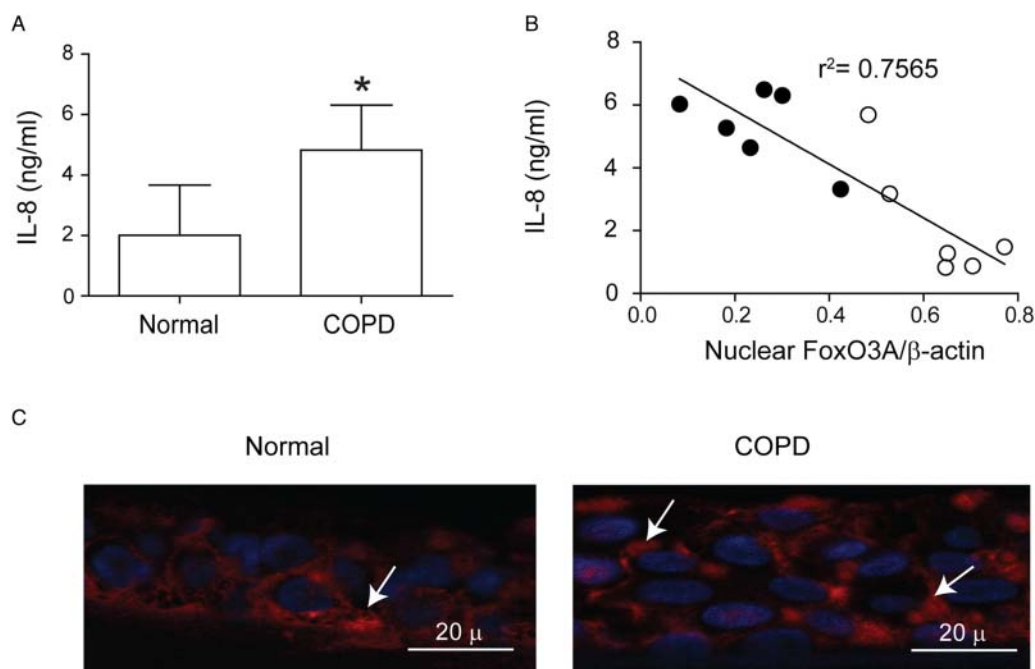 A
8
6
4
2
0
IL-8 (ng/ml)
*
Normal
COPD
B
8
6
4
2
0
IL-8 (ng/ml)
r²= 0.7565
0.0 0.2 0.4 0.6 0.8
Nuclear FoxO3A/β-actin
C
Normal
COPD
20 μ
20 μ